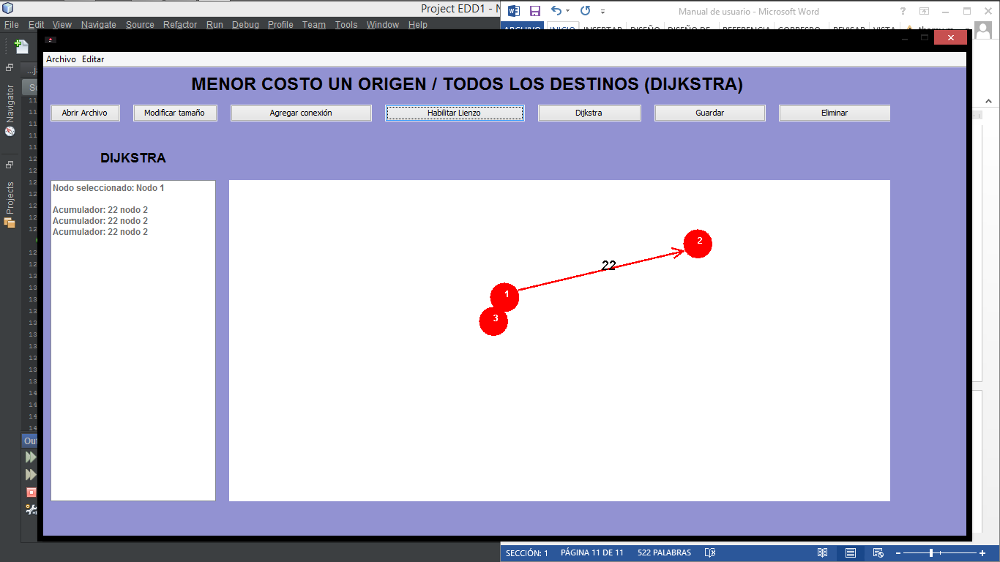 Project EDD1 - N
File Edit View Navigate Source Refactor Run Debug Profile Team Tools Window Help
Manual de usuario - Microsoft Word
Archivo Editar
MENOR COSTO UN ORIGEN / TODOS LOS DESTINOS (DIJKSTRA)
Abrir Archivo Modificar tamaño Agregar conexión Habilitar Lienzo Dijkstra Guardar Eliminar
DIJKSTRA
Nodo seleccionado: Nodo 1
Acumulador: 22 nodo 2
Acumulador: 22 nodo 2
Acumulador: 22 nodo 2
2
22
1
3
Navigator
Projects
Out
SECCIÓN: 1 PÁGINA 11 DE 11 522 PALABRAS